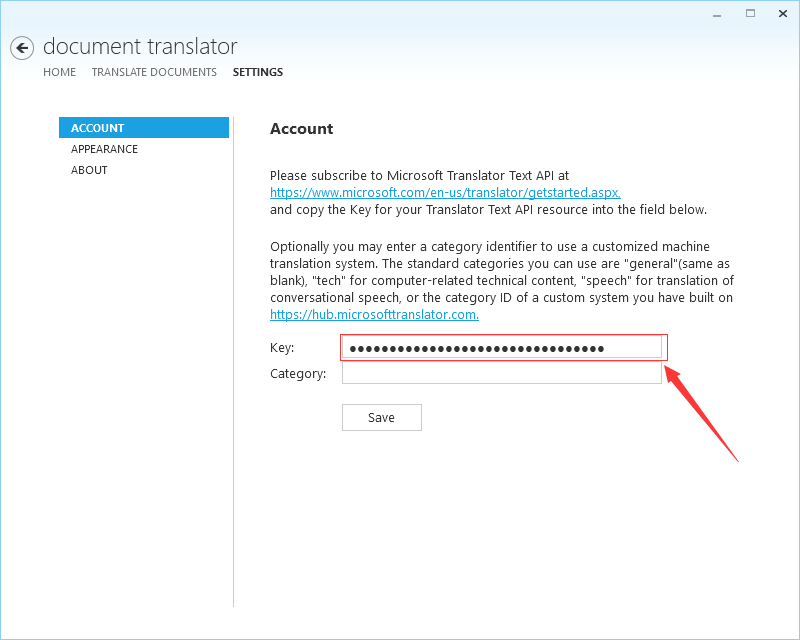 document translator
HOME TRANSLATE DOCUMENTS SETTINGS
ACCOUNT
APPEARANCE
ABOUT
Account
Please subscribe to Microsoft Translator Text API at
https://www.microsoft.com/en-us/translator/getstarted.aspx,
and copy the Key for your Translator Text API resource into the field below.
Optionally you may enter a category identifier to use a customized machine
translation system. The standard categories you can use are "general"(same as
blank), "tech" for computer-related technical content, "speech" for translation of
conversational speech, or the category ID of a custom system you have built on
https://hub.microsofttranslator.com.
Key: ●●●●●●●●●●●●●●●●●●●●●●●●●●●●●●●●
Category:
Save